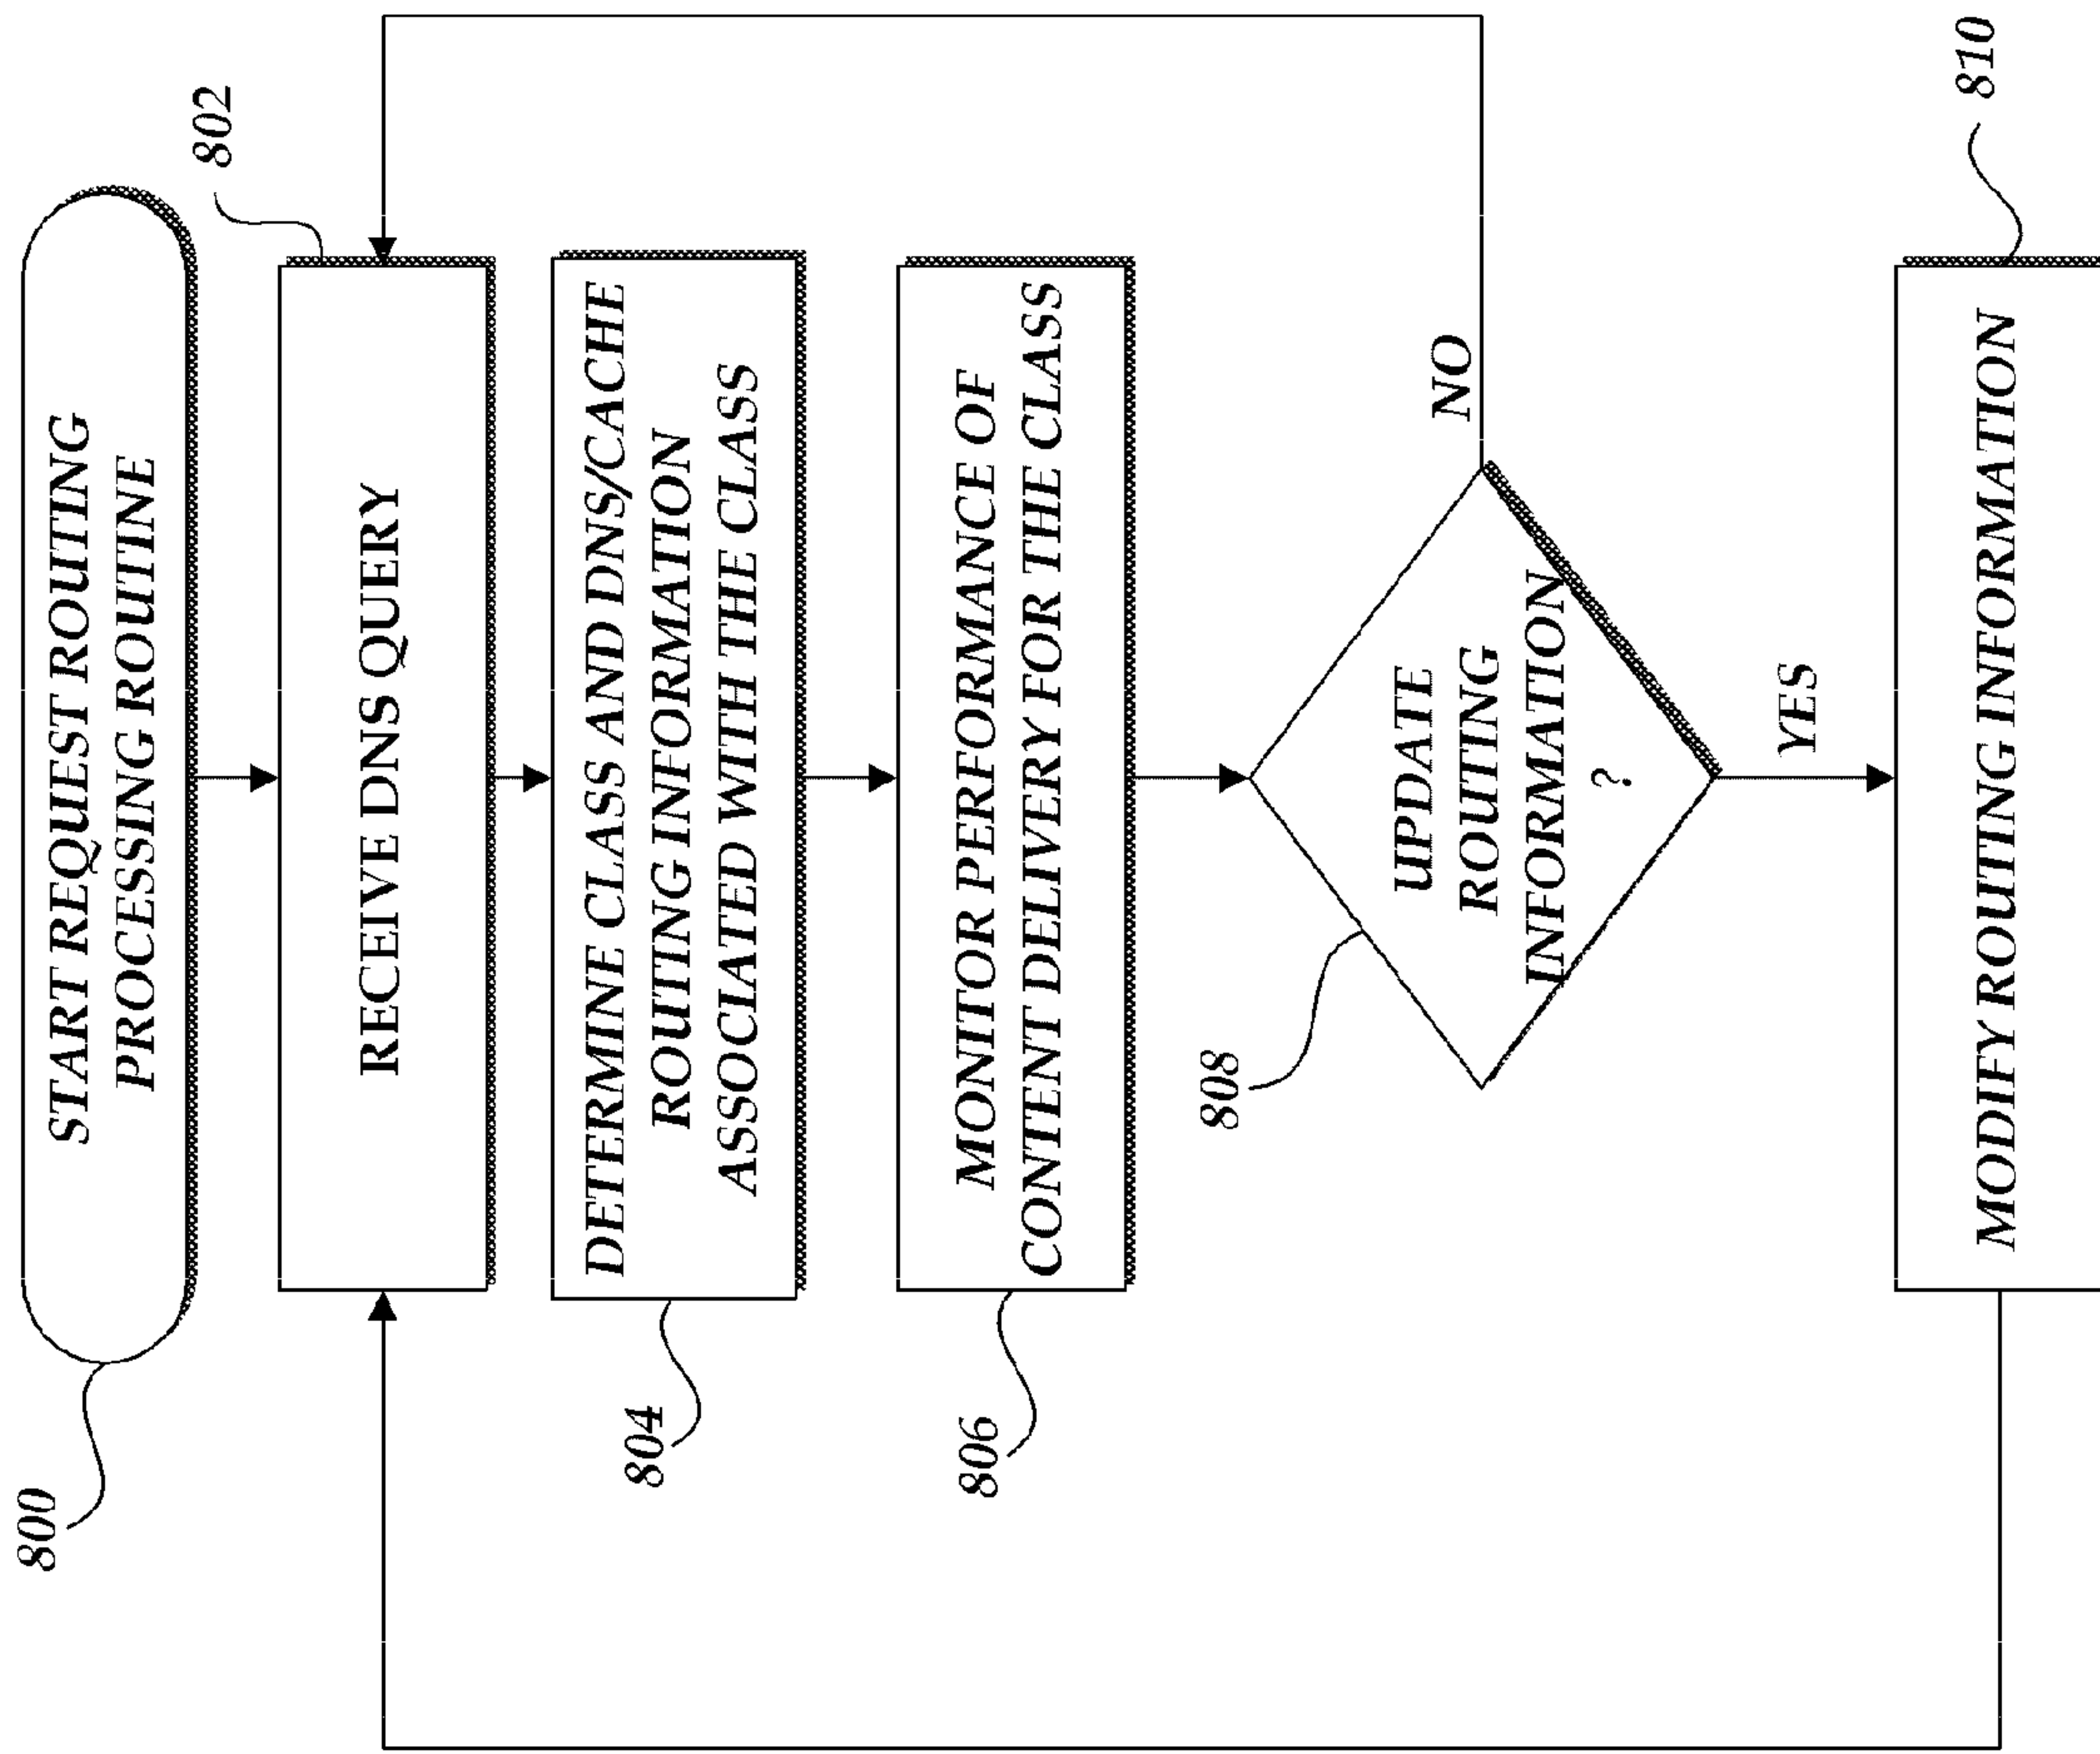 800
START REQUEST ROUTING
PROCESSING ROUTINE
802
RECEIVE DNS QUERY
804
DETERMINE CLASS AND DNS/CACHE
ROUTING INFORMATION
ASSOCIATED WITH THE CLASS
806
MONITOR PERFORMANCE OF
CONTENT DELIVERY FOR THE CLASS
808
UPDATE
ROUTING
INFORMATION
?
NO
YES
810
MODIFY ROUTING INFORMATION